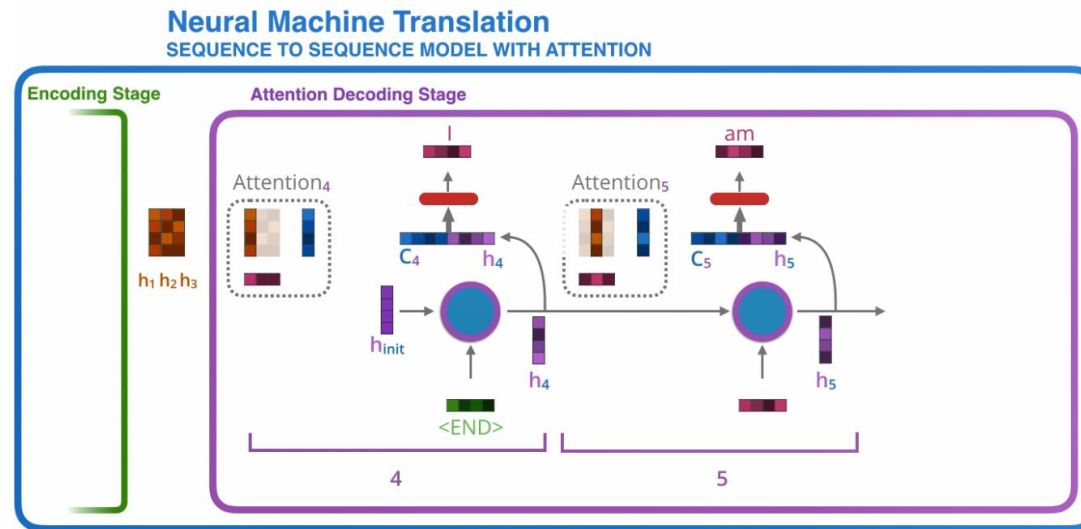 Neural Machine Translation
SEQUENCE TO SEQUENCE MODEL WITH ATTENTION
Encoding Stage
Attention Decoding Stage
I
am
Attention₄
Attention₅
h₁ h₂ h₃
C₄
h₄
C₅
h₅
hᵢₙᵢₜ
h₄
h₅
<END>
4
5